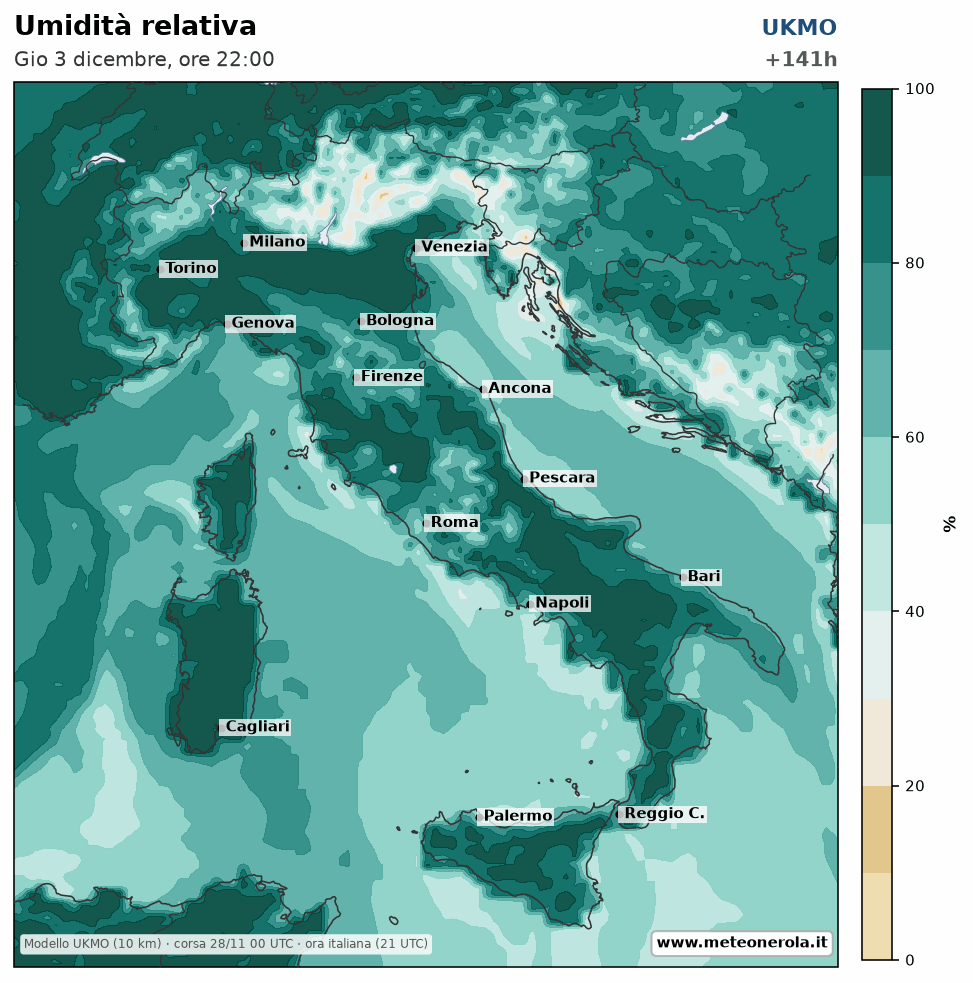 Umidità relativa
UKMO
Gio 3 dicembre, ore 22:00
+141h
100
80
60
40
20
0
%
Milano
Venezia
Torino
Genova
Bologna
Firenze
Ancona
Pescara
Roma
Bari
Napoli
Cagliari
Palermo
Reggio C.
Modello UKMO (10 km) · corsa 28/11 00 UTC · ora italiana (21 UTC)
www.meteonerola.it